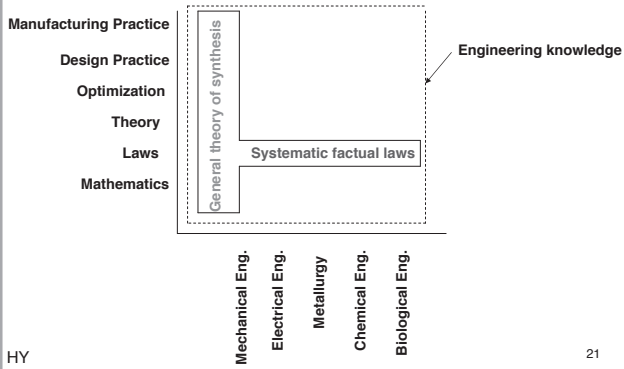 Manufacturing Practice
Design Practice
Optimization
Theory
Laws
Mathematics
General theory of synthesis
Systematic factual laws
Engineering knowledge
Mechanical Eng.
Electrical Eng.
Metallurgy
Chemical Eng.
Biological Eng.
HY
21